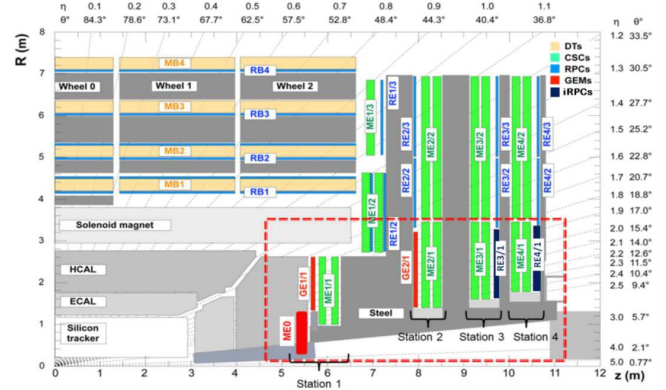 η 0.1 0.2 0.3 0.4 0.5 0.6 0.7 0.8 0.9 1.0 1.1 η θ°
θ° 84.3° 78.6° 73.1° 67.7° 62.5° 57.5° 52.8° 48.4° 44.3° 40.4° 36.8°
R (m)
8
7
6
5
4
3
2
1
0
1.2 33.5°
1.3 30.5°
1.4 27.7°
1.5 25.2°
1.6 22.8°
1.7 20.7°
1.8 18.8°
1.9 17.0°
2.0 15.4°
2.1 14.0°
2.2 12.6°
2.3 11.5°
2.4 10.4°
2.5 9.4°
3.0 5.7°
4.0 2.1°
5.0 0.77°
DTs
CSCs
RPCs
GEMs
iRPCs
MB4
RB4
Wheel 0 Wheel 1 Wheel 2
MB3
RB3
MB2
RB2
MB1
RB1
Solenoid magnet
HCAL
ECAL
Silicon
tracker
Steel
ME0
GE1/1
ME1/1
ME1/2
ME1/3
RE1/3
RE1/2
RE2/3
RE2/2
GE2/1
ME2/2
ME2/1
ME3/2
ME3/1
RE3/3
RE3/2
RE3/1
ME4/2
ME4/1
RE4/3
RE4/2
RE4/1
Station 1
Station 2
Station 3
Station 4
0 1 2 3 4 5 6 7 8 9 10 11 12
z (m)